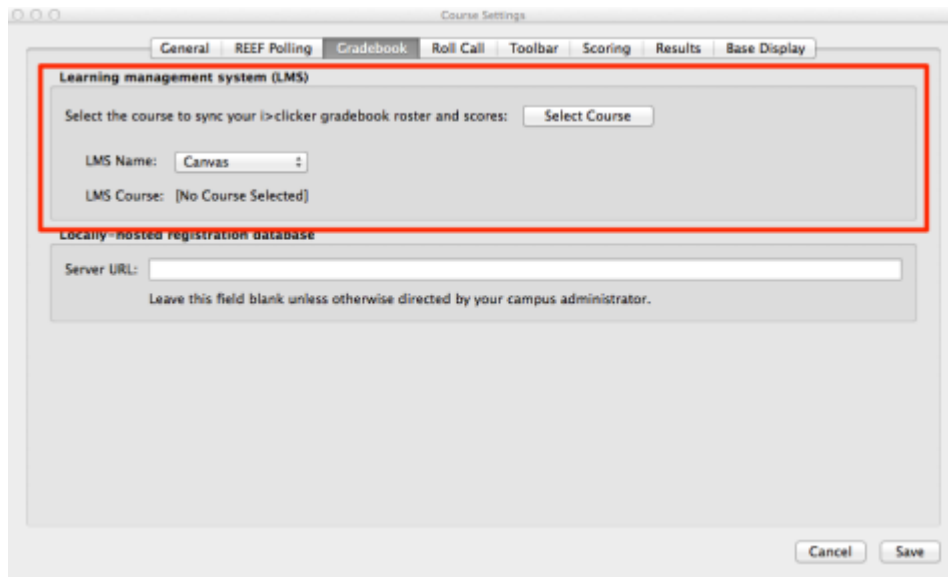 Course Settings
General REEF Polling Gradebook Roll Call Toolbar Scoring Results Base Display
Learning management system (LMS)
Select the course to sync your i>clicker gradebook roster and scores: Select Course
LMS Name: Canvas
LMS Course: [No Course Selected]
Locally-hosted registration database
Server URL:
Leave this field blank unless otherwise directed by your campus administrator.
Cancel Save